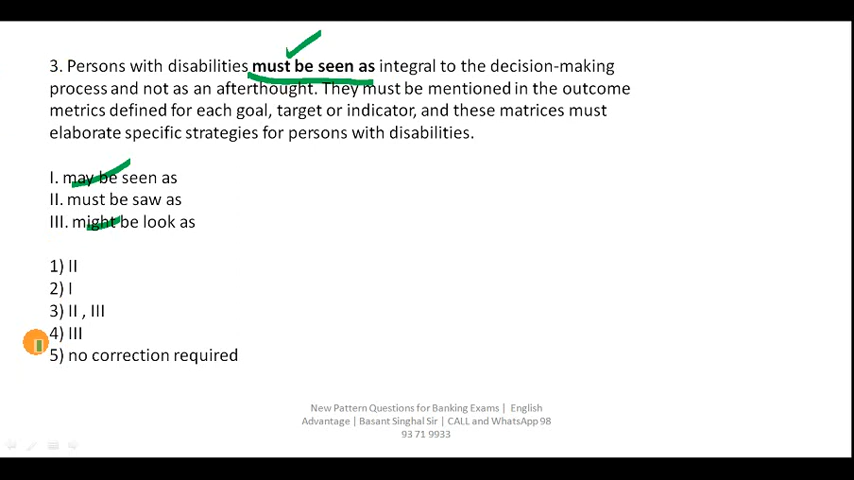 3. Persons with disabilities must be seen as integral to the decision-making
process and not as an afterthought. They must be mentioned in the outcome
metrics defined for each goal, target or indicator, and these matrices must
elaborate specific strategies for persons with disabilities.
I. may be seen as
II. must be saw as
III. might be look as
1) II
2) I
3) II , III
4) III
5) no correction required
New Pattern Questions for Banking Exams | English
Advantage | Basant Singhal Sir | CALL and WhatsApp 98
93 71 9933